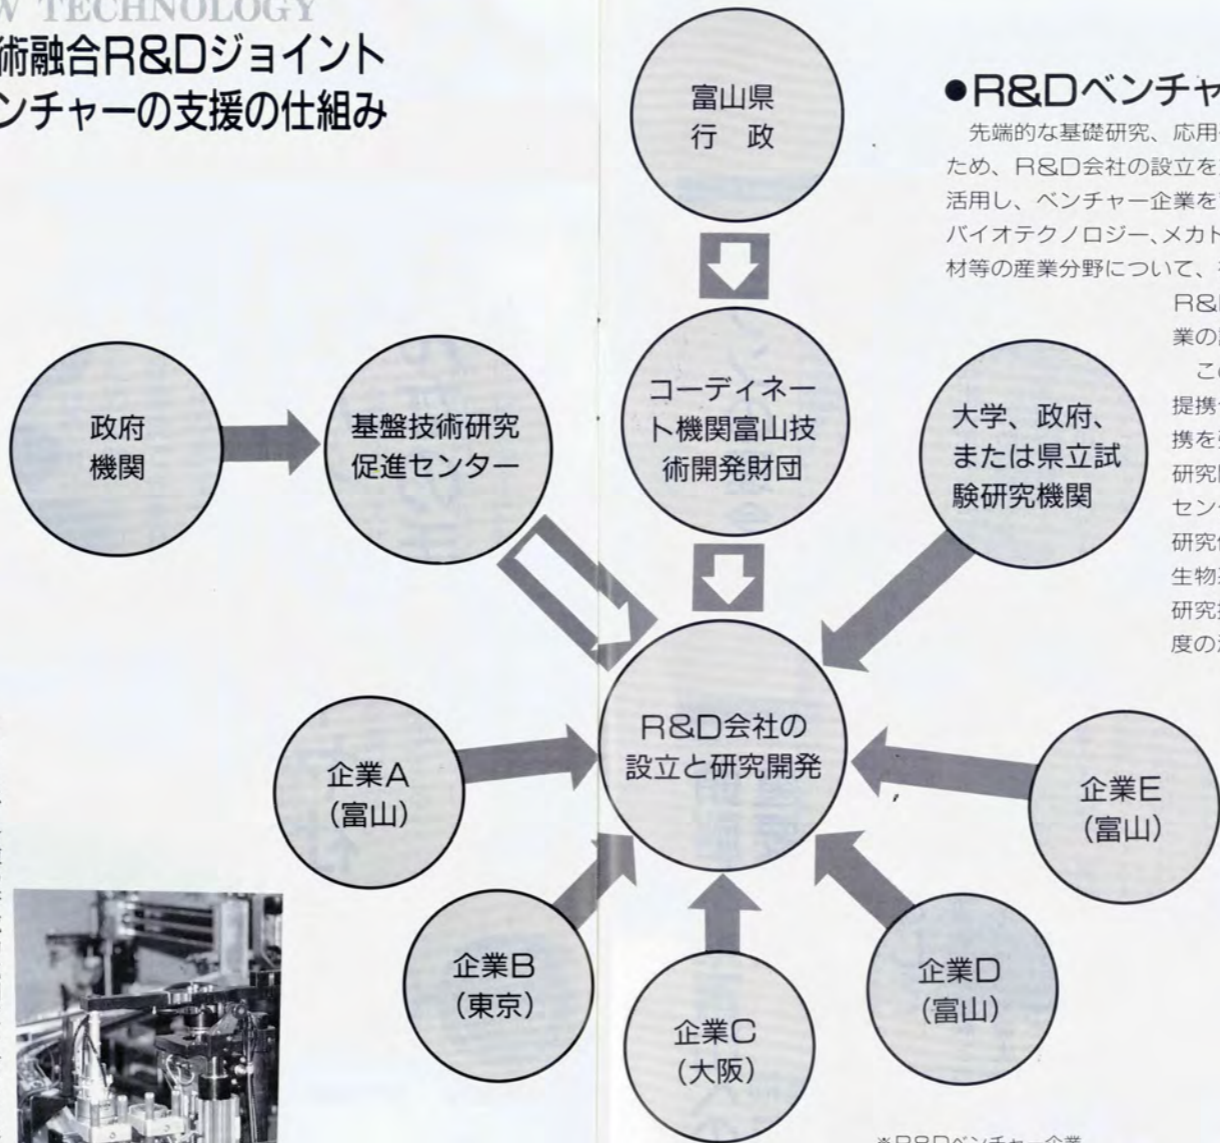 W TECHNOLOGY
術融合R&Dジョイント
ンチャーの支援の仕組み
富山県
行 政
コーディネー
ト機関富山技
術開発財団
政府
機関
基盤技術研究
促進センター
大学、政府、
または県立試
験研究機関
R&D会社の
設立と研究開発
企業A
(富山)
企業B
(東京)
企業C
(大阪)
企業D
(富山)
企業E
(富山)
●R&Dベンチャ
先端的な基礎研究、応用
ため、R&D会社の設立を
活用し、ベンチャー企業を
バイオテクノロジー、メカト
材等の産業分野について、
R&
業の
この
提携
携を
研究
セン
研究
生物
研究
度の
※R&Dベンチャー企業